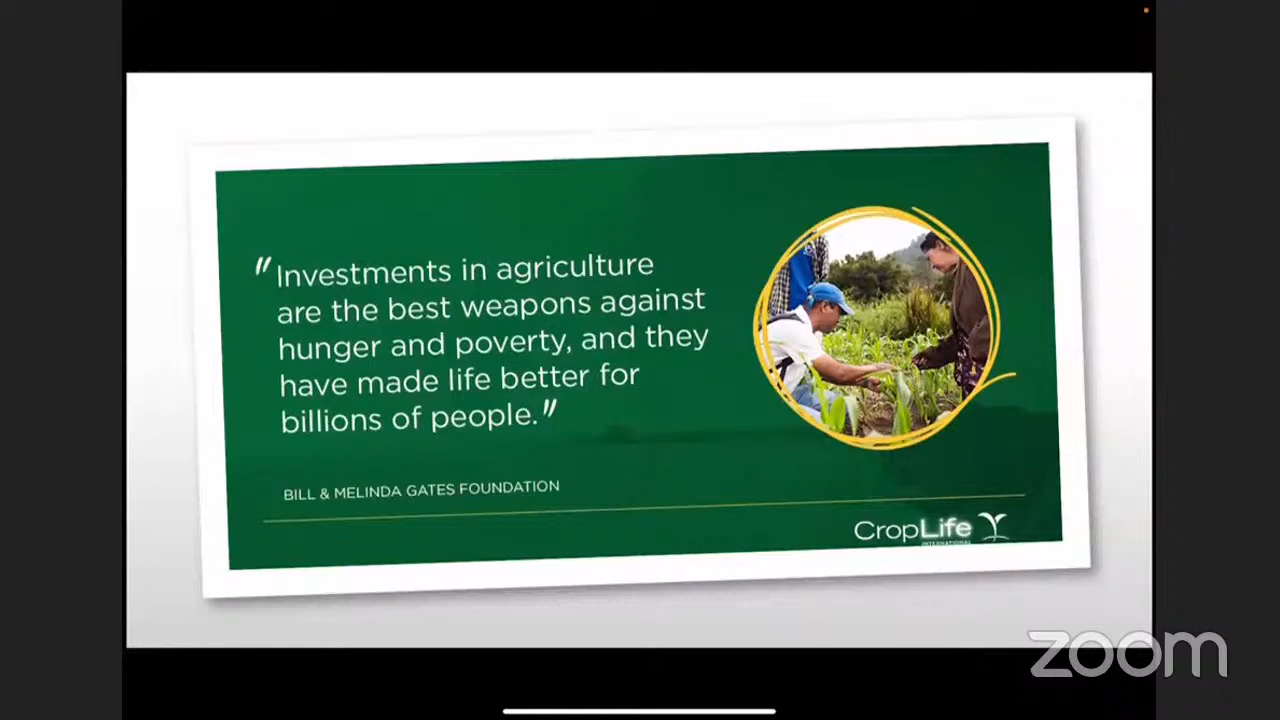 "Investments in agriculture
are the best weapons against
hunger and poverty, and they
have made life better for
billions of people."
BILL & MELINDA GATES FOUNDATION
CropLife
INTERNATIONAL
zoom